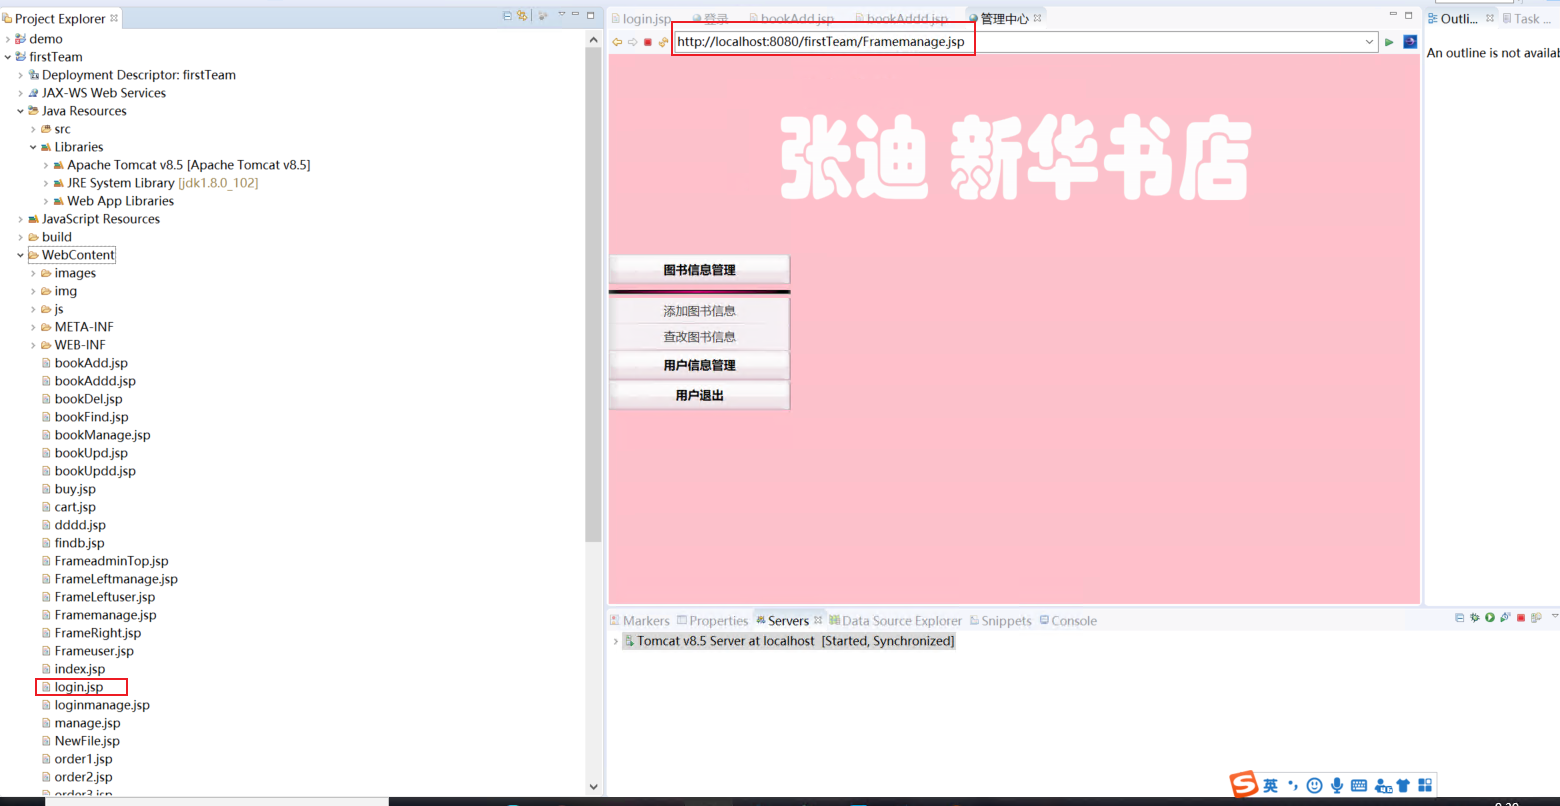 Project Explorer
demo
firstTeam
Deployment Descriptor: firstTeam
JAX-WS Web Services
Java Resources
src
Libraries
Apache Tomcat v8.5 [Apache Tomcat v8.5]
JRE System Library [jdk1.8.0_102]
Web App Libraries
JavaScript Resources
build
WebContent
images
img
js
META-INF
WEB-INF
bookAdd.jsp
bookAddd.jsp
bookDel.jsp
bookFind.jsp
bookManage.jsp
bookUpd.jsp
bookUpdd.jsp
buy.jsp
cart.jsp
dddd.jsp
findb.jsp
FrameadminTop.jsp
FrameLeftmanage.jsp
FrameLeftuser.jsp
Framemanage.jsp
FrameRight.jsp
Frameuser.jsp
index.jsp
login.jsp
loginmanage.jsp
manage.jsp
NewFile.jsp
order1.jsp
order2.jsp
order3.jsp
login.jsp 登录 bookAdd.jsp bookAddd.jsp 管理中心
http://localhost:8080/firstTeam/Framemanage.jsp
张迪 新华书店
图书信息管理
添加图书信息
查改图书信息
用户信息管理
用户退出
Markers Properties Servers Data Source Explorer Snippets Console
Tomcat v8.5 Server at localhost [Started, Synchronized]
Outli... Task ...
An outline is not availab
英